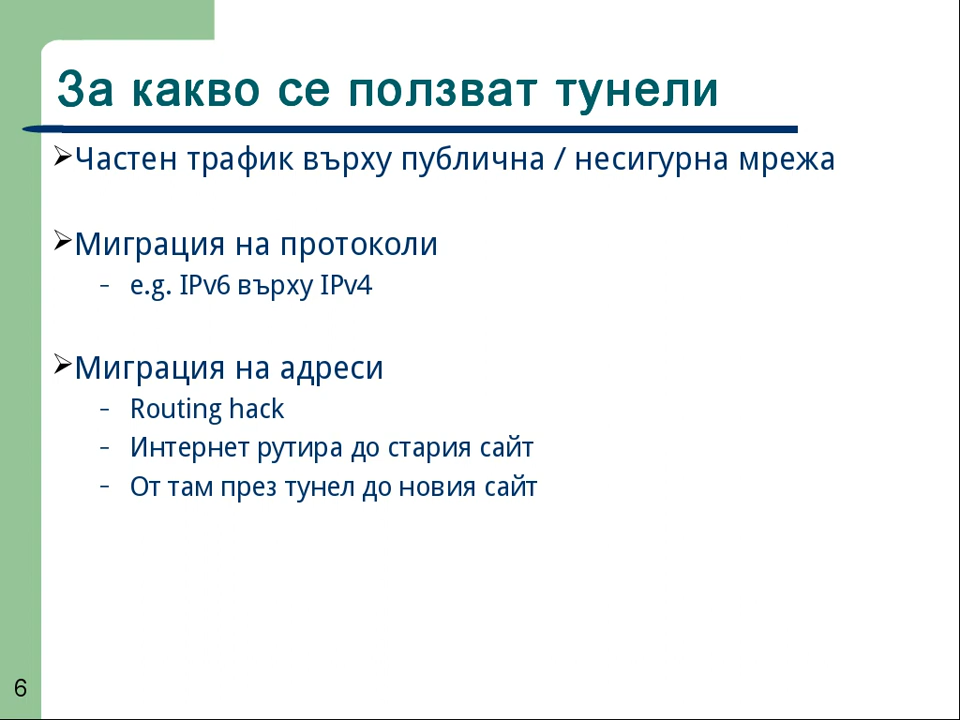 За какво се ползват тунели
➢Частен трафик върху публична / несигурна мрежа
➢Миграция на протоколи
– e.g. IPv6 върху IPv4
➢Миграция на адреси
– Routing hack
– Интернет рутира до стария сайт
– От там през тунел до новия сайт
6